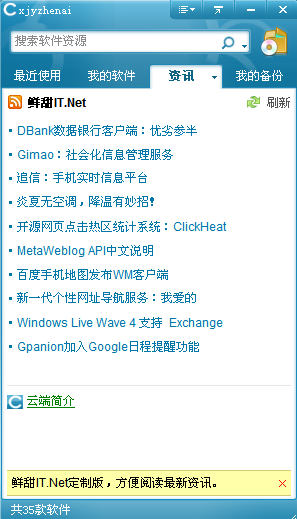 Cxjyzhenai
搜索软件资源
最近使用 我的软件 资讯 我的备份
鲜甜IT.Net 刷新
DBank数据银行客户端：优劣参半
Gimao：社会化信息管理服务
追信：手机实时信息平台
炎夏无空调，降温有妙招!
开源网页点击热区统计系统：ClickHeat
MetaWeblog API中文说明
百度手机地图发布WM客户端
新一代个性网址导航服务：我爱的
Windows Live Wave 4 支持 Exchange
Gpanion加入Google日程提醒功能
云端简介
鲜甜IT.Net定制版，方便阅读最新资讯。
共35款软件